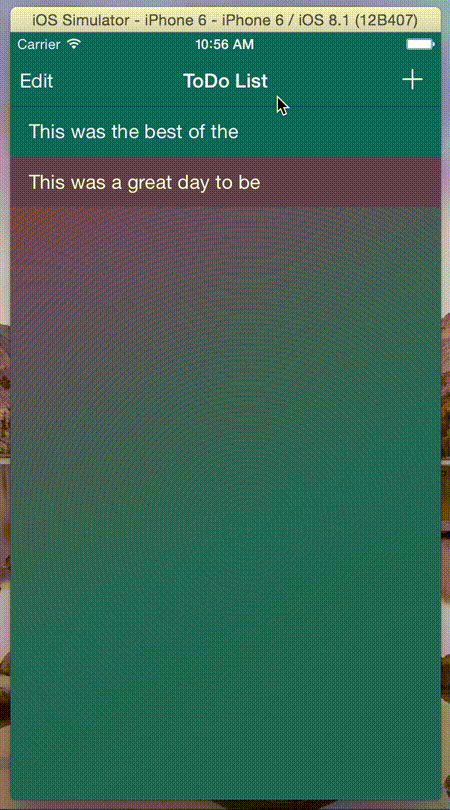 iOS Simulator - iPhone 6 - iPhone 6 / iOS 8.1 (12B407)
Carrier 10:56 AM
Edit ToDo List +
This was the best of the
This was a great day to be